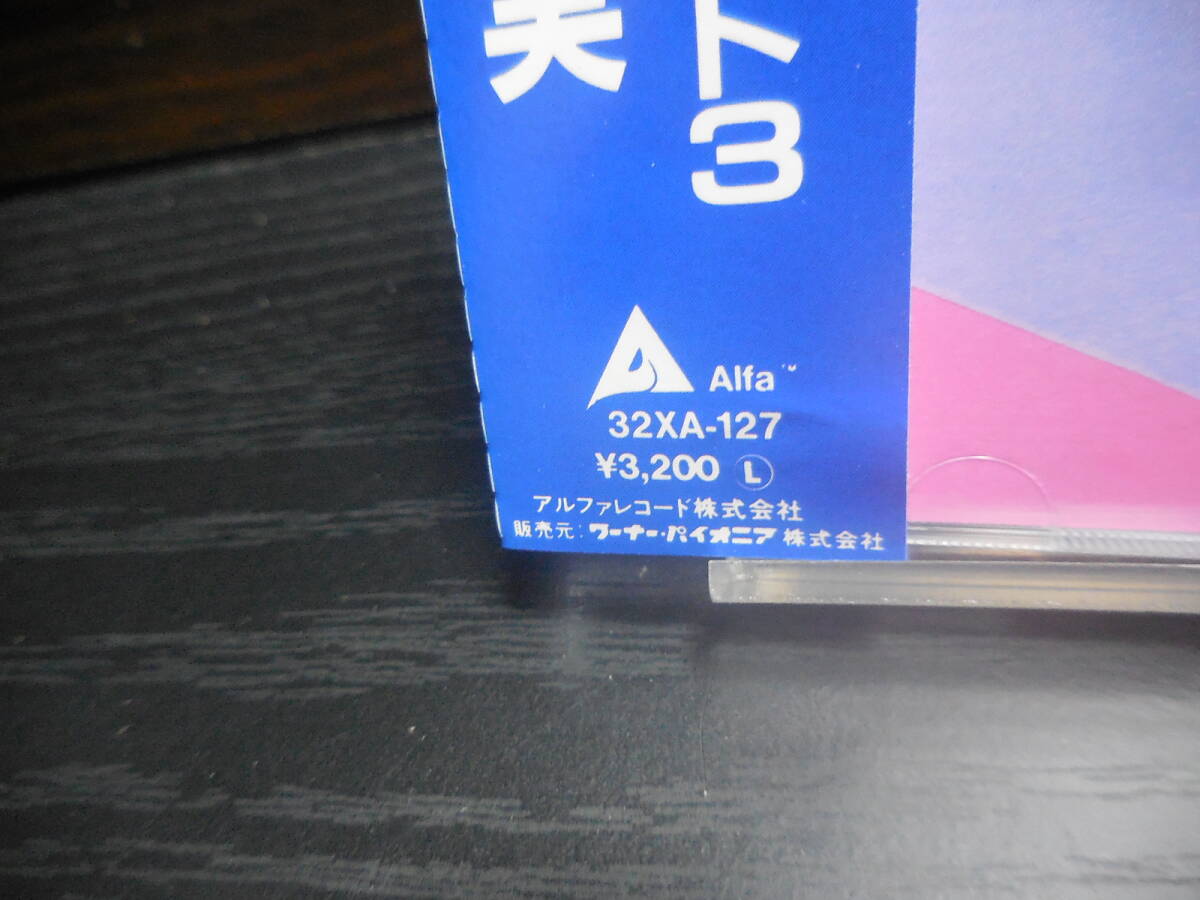 ト3
Alfa™
32XA-127
¥3,200 Ⓛ
アルファレコード株式会社
販売元:ワーナー・パイオニア株式会社